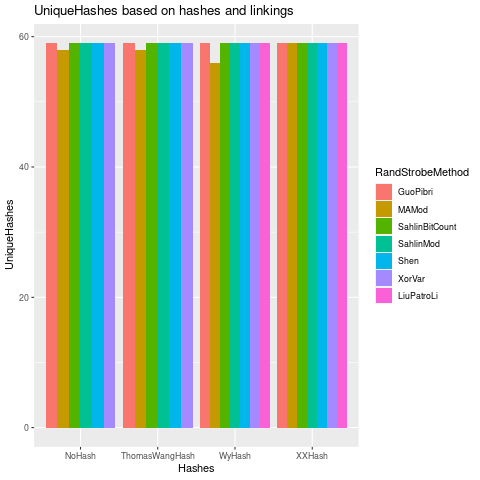 UniqueHashes based on hashes and linkings
60
40
20
0
UniqueHashes
NoHash
ThomasWangHash
WyHash
XXHash
Hashes
RandStrobeMethod
GuoPibri
MAMod
SahlinBitCount
SahlinMod
Shen
XorVar
LiuPatroLi